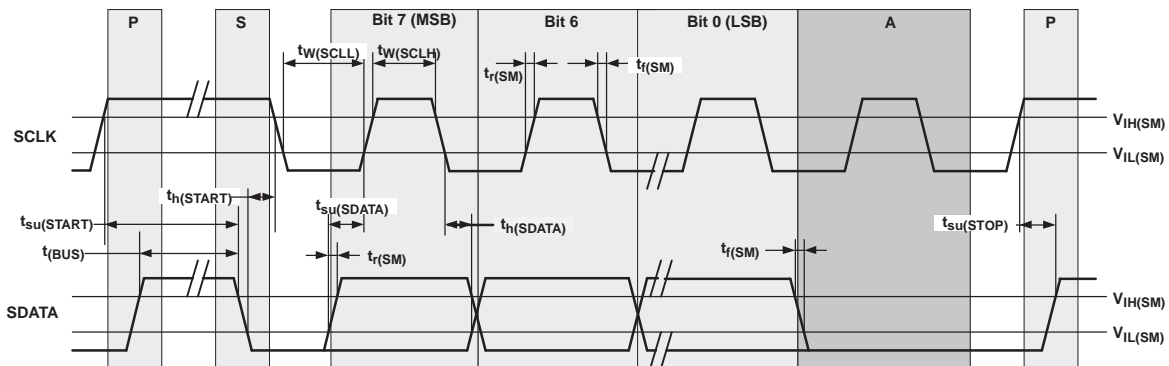 P S Bit 7 (MSB) Bit 6 Bit 0 (LSB) A P
tW(SCLL) tW(SCLH)
tr(SM) tf(SM)
SCLK
VIH(SM)
VIL(SM)
th(START)
tsu(START)
tsu(SDATA)
th(SDATA)
tsu(STOP)
t(BUS)
tr(SM)
tf(SM)
SDATA
VIH(SM)
VIL(SM)